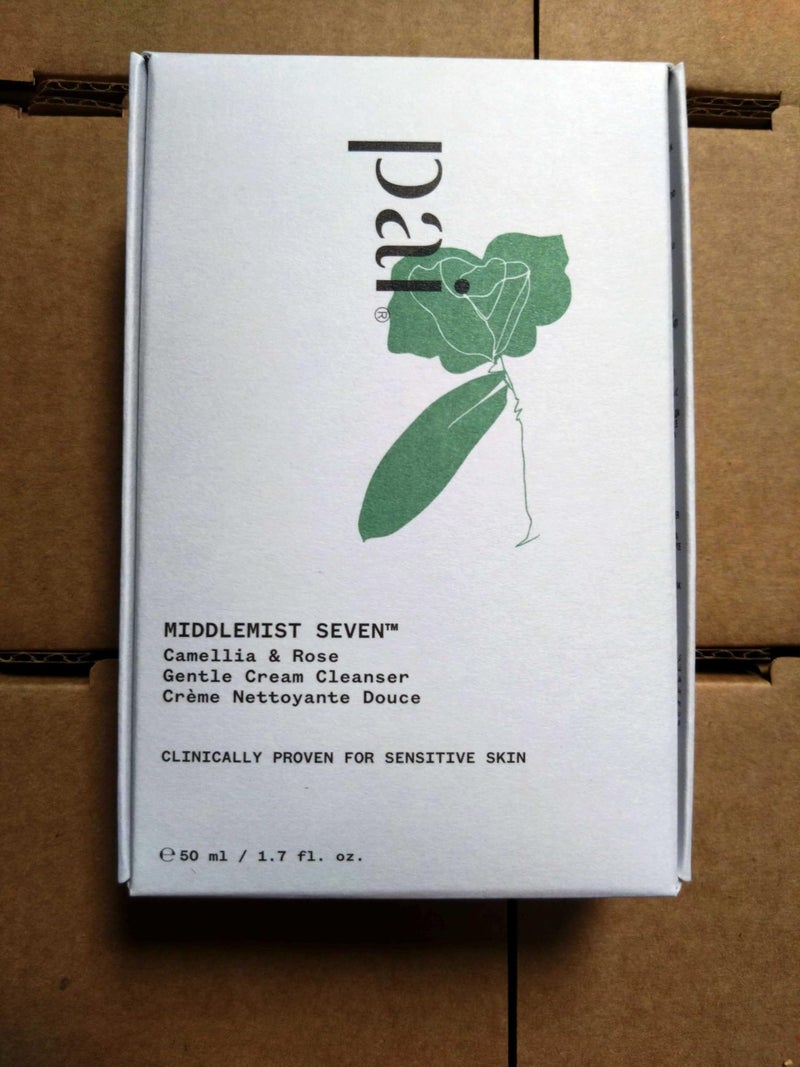 pai®
MIDDLEMIST SEVEN™
Camellia & Rose
Gentle Cream Cleanser
Crème Nettoyante Douce
CLINICALLY PROVEN FOR SENSITIVE SKIN
℮ 50 ml / 1.7 fl. oz.